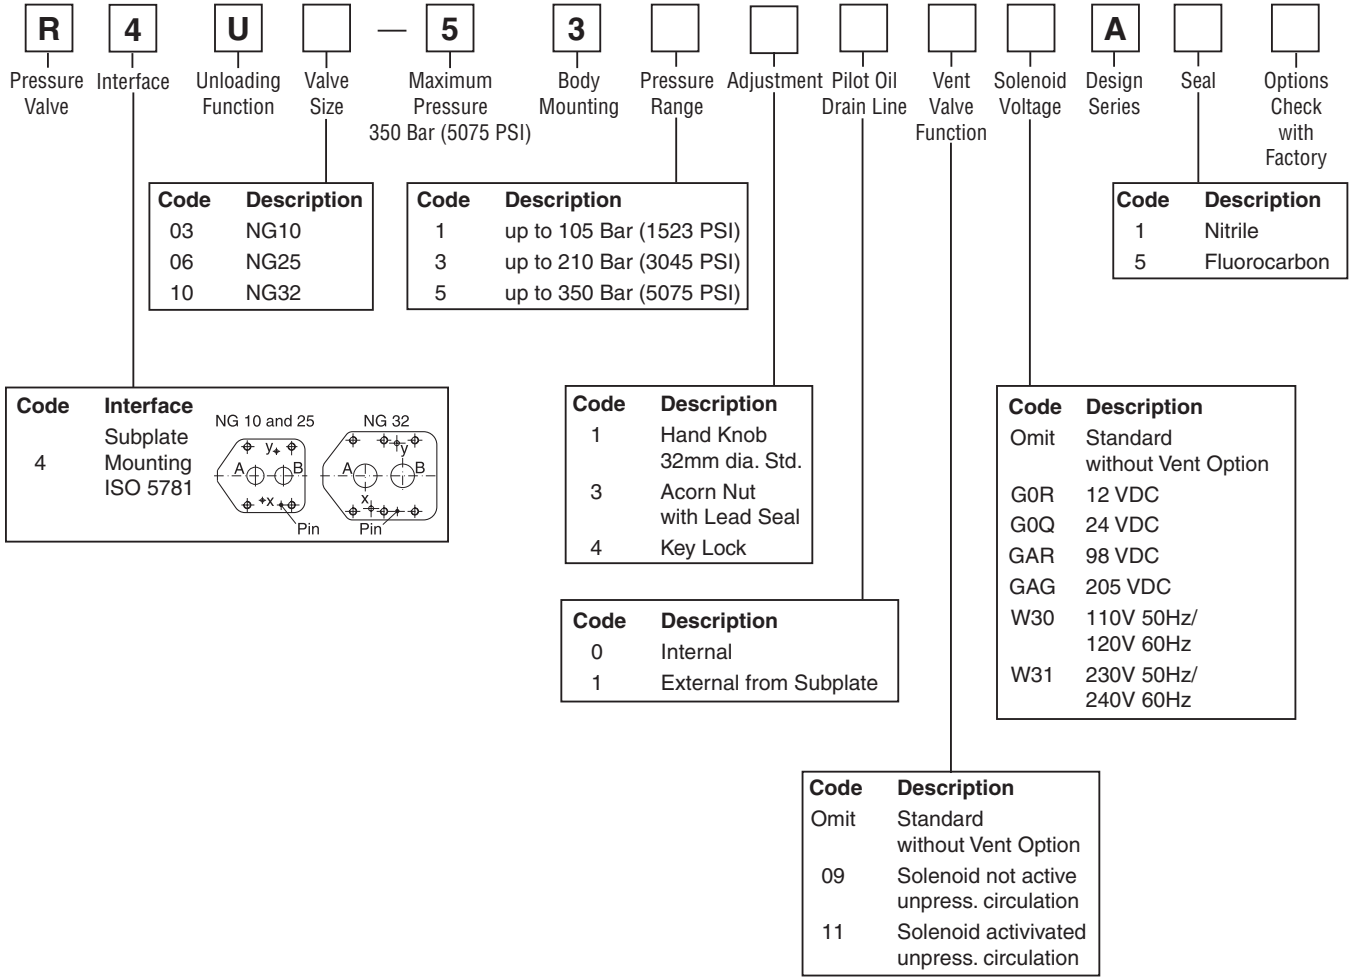 R 4 U — 5 3 A
Pressure Valve
Interface
Unloading Function
Valve Size
Maximum Pressure
350 Bar (5075 PSI)
Body Mounting
Pressure Range
Adjustment
Pilot Oil Drain Line
Vent Valve Function
Solenoid Voltage
Design Series
Seal
Options Check with Factory
Code Description
03 NG10
06 NG25
10 NG32
Code Description
1 up to 105 Bar (1523 PSI)
3 up to 210 Bar (3045 PSI)
5 up to 350 Bar (5075 PSI)
Code Description
1 Nitrile
5 Fluorocarbon
Code Interface
4 Subplate
Mounting
ISO 5781
NG 10 and 25
y
A B
x
Pin
NG 32
y
A B
x
Pin
Code Description
1 Hand Knob
32mm dia. Std.
3 Acorn Nut
with Lead Seal
4 Key Lock
Code Description
Omit Standard
without Vent Option
G0R 12 VDC
G0Q 24 VDC
GAR 98 VDC
GAG 205 VDC
W30 110V 50Hz/
120V 60Hz
W31 230V 50Hz/
240V 60Hz
Code Description
0 Internal
1 External from Subplate
Code Description
Omit Standard
without Vent Option
09 Solenoid not active
unpress. circulation
11 Solenoid activivated
unpress. circulation